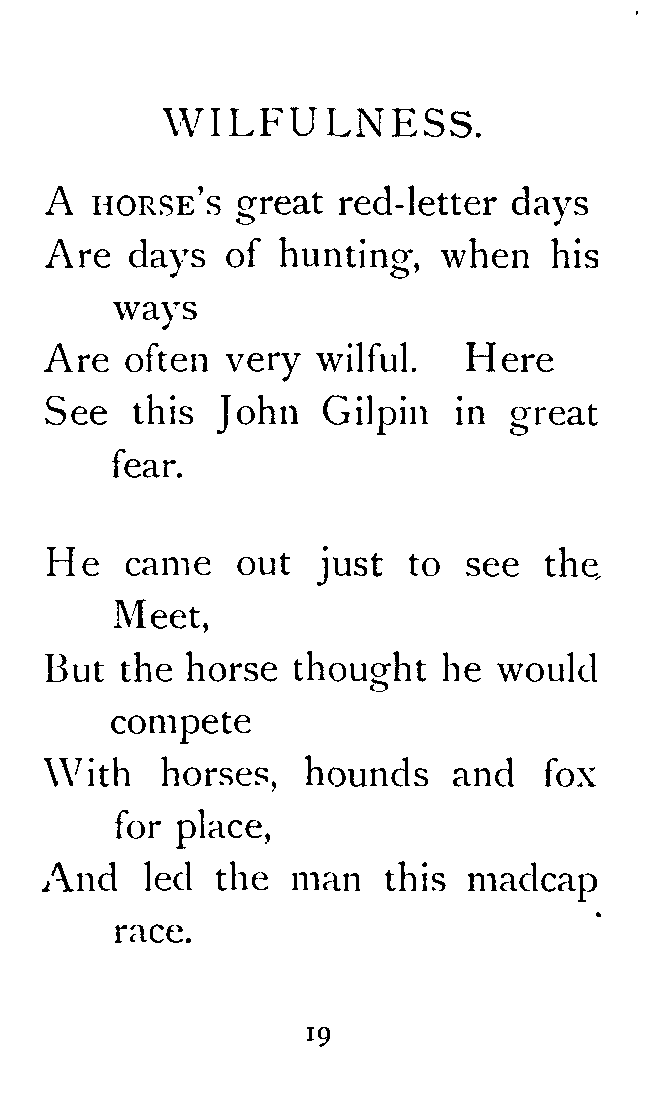 WILFULNESS.
A HORSE'S great red-letter days
Are days of hunting, when his
ways
Are often very wilful. Here
See this John Gilpin in great
fear.
He came out just to see the
Meet,
But the horse thought he would
compete
With horses, hounds and fox
for place,
And led the man this madcap
race.
19